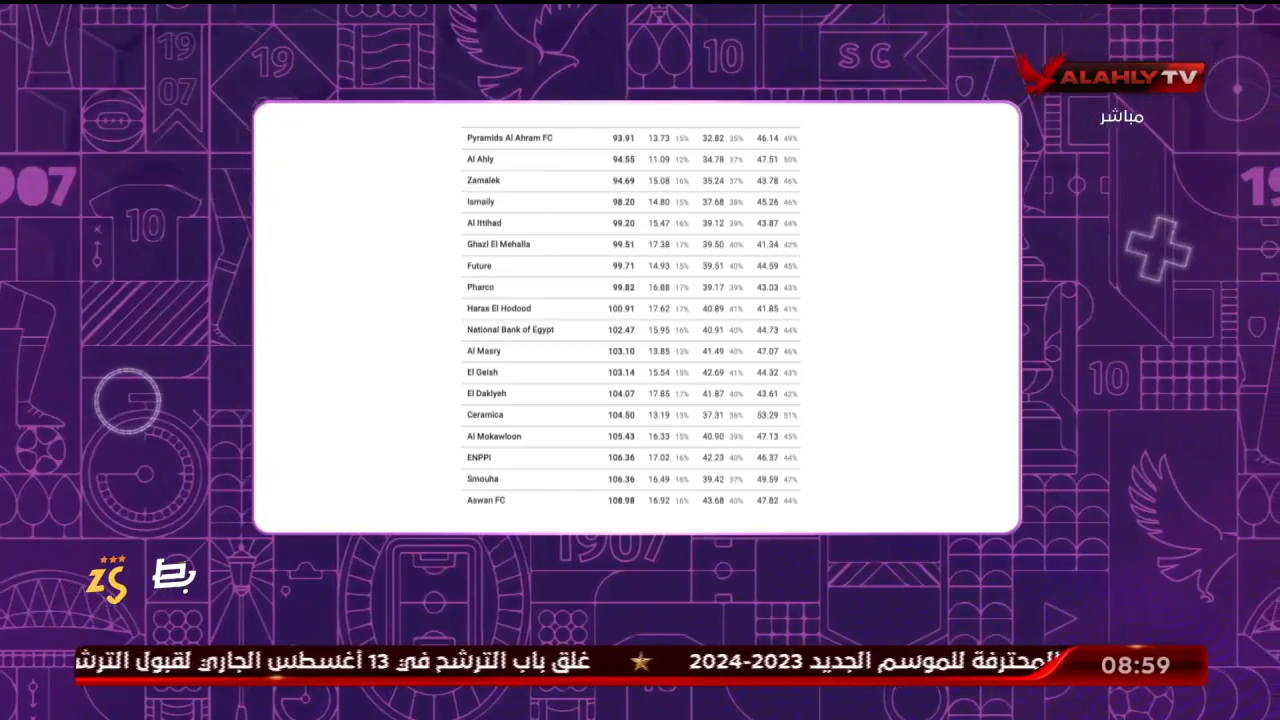 19
07
19
10
SC
ALAHLY TV
مباشر
1907
10
10
Pyramids Al Ahram FC 93.91 13.73 15% 32.82 35% 46.14 49%
Al Ahly 94.55 11.09 12% 34.78 37% 47.51 50%
Zamalek 94.69 15.08 16% 35.24 37% 43.78 46%
Ismaily 98.20 14.80 15% 37.68 38% 45.26 46%
Al Ittihad 99.20 15.47 16% 39.12 39% 43.87 44%
Ghazl El Mehalla 99.51 17.38 17% 39.50 40% 41.34 42%
Future 99.71 14.93 15% 39.51 40% 44.59 45%
Pharco 99.82 16.88 17% 39.17 39% 43.03 43%
Haras El Hodood 100.91 17.62 17% 40.89 41% 41.85 41%
National Bank of Egypt 102.47 15.95 16% 40.91 40% 44.73 44%
Al Masry 103.10 13.85 13% 41.49 40% 47.07 46%
El Geish 103.14 15.54 15% 42.69 41% 44.32 43%
El Daklyeh 104.07 17.85 17% 41.87 40% 43.61 42%
Ceramica 104.50 13.19 13% 37.31 36% 53.29 51%
Al Mokawloon 105.43 16.33 15% 40.90 39% 47.13 45%
ENPPI 106.36 17.02 16% 42.23 40% 46.37 44%
Smouha 106.36 16.49 16% 39.42 37% 49.59 47%
Aswan FC 108.98 16.92 16% 43.68 40% 47.82 44%
1907
المحترفة للموسم الجديد 2023-2024 ★ غلق باب الترشح في 13 أغسطس الجاري لقبول الترش
08:59